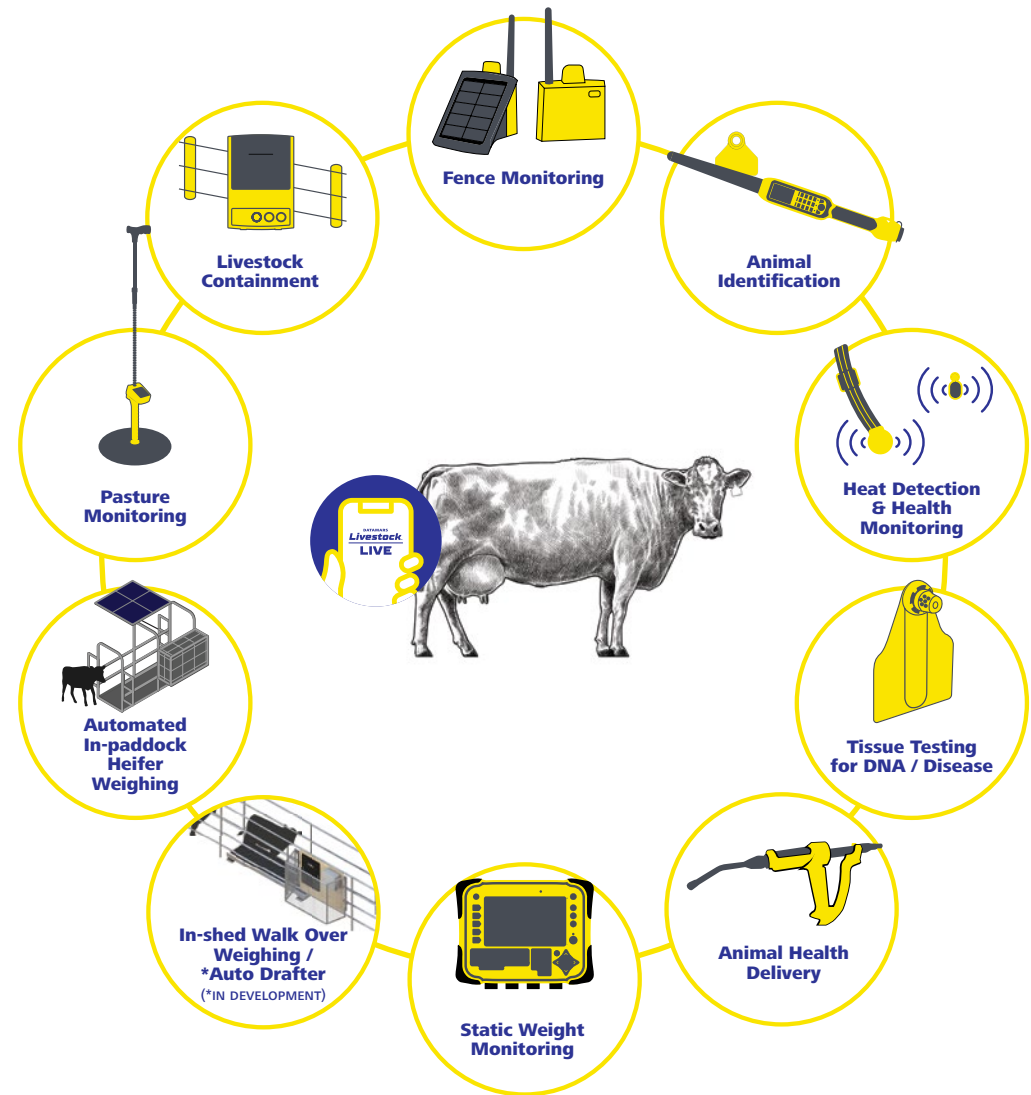 Fence Monitoring
Animal
Identification
Heat Detection
& Health
Monitoring
Tissue Testing
for DNA / Disease
Animal Health
Delivery
Static Weight
Monitoring
In-shed Walk Over
Weighing /
*Auto Drafter
(*IN DEVELOPMENT)
Automated
In-paddock
Heifer
Weighing
Pasture
Monitoring
Livestock
Containment
DATAMARS
Livestock
LIVE